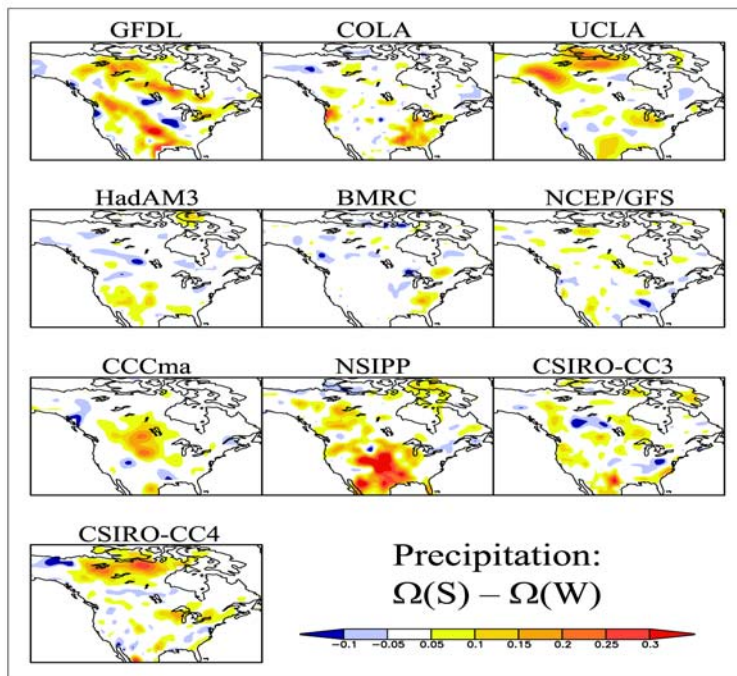 GFDL COLA UCLA
HadAM3 BMRC NCEP/GFS
CCCma NSIPP CSIRO-CC3
CSIRO-CC4
Precipitation:
Ω(S) – Ω(W)
−0.1 −0.05 0.05 0.1 0.15 0.2 0.25 0.3